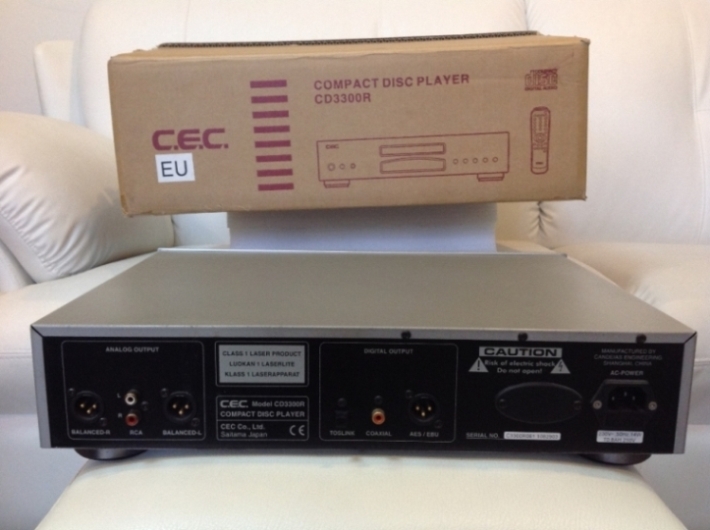 COMPACT DISC PLAYER
CD3300R
C.E.C.
EU
ANALOG OUTPUT
BALANCED-R
RCA
BALANCED-L
CLASS 1 LASER PRODUCT
LUOKAN 1 LASERLAITE
KLASS 1 LASERAPPARAT
CEC Model CD3300R
COMPACT DISC PLAYER
CEC Co., Ltd.
Saitama Japan
CE
DIGITAL OUTPUT
TOSLINK
COAXIAL
AES / EBU
CAUTION
Risk of electric shock
Do not open!
SERIAL NO.
MANUFACTURED BY
AC-POWER